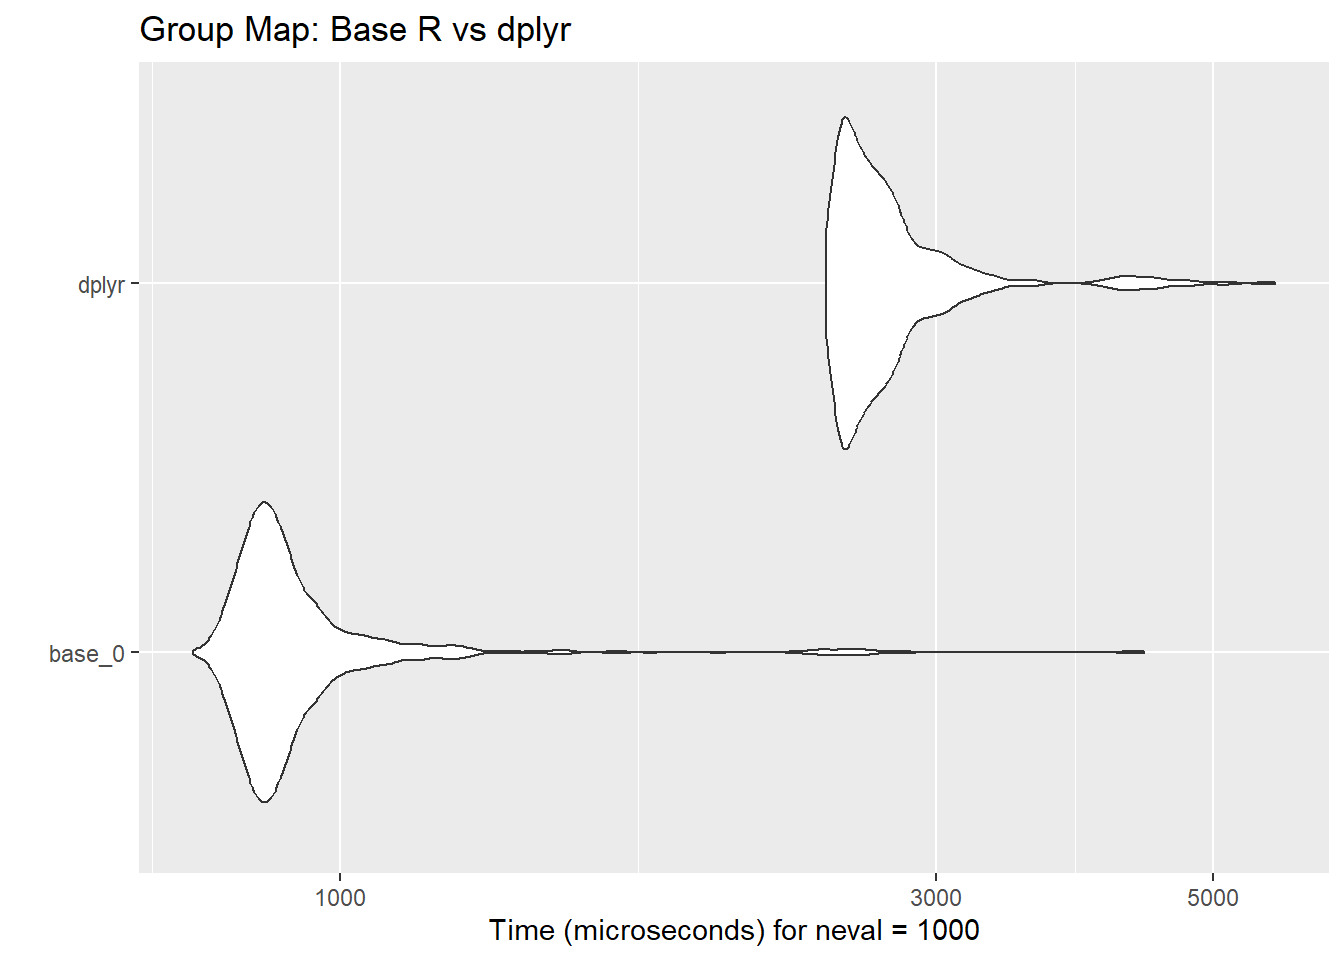 Group Map: Base R vs dplyr
dplyr
base_0
1000
3000
5000
Time (microseconds) for neval = 1000